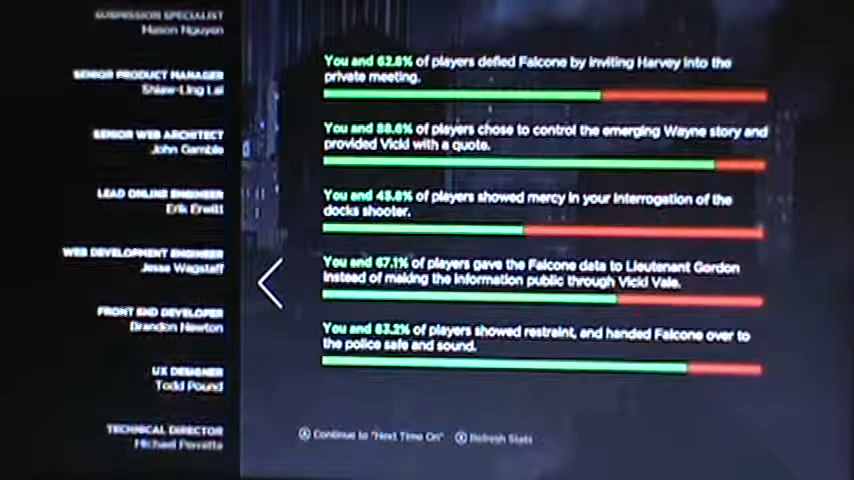 SUBMISSION SPECIALIST
Mason Nguyen
SENIOR PRODUCT MANAGER
Shiaw-Ling Lai
SENIOR WEB ARCHITECT
John Gamble
LEAD ONLINE ENGINEER
Erik
WEB DEVELOPMENT ENGINEER
Jesse Wagstaff
FRONT END DEVELOPER
Brandon Newton
UX DESIGNER
Todd Pound
TECHNICAL DIRECTOR
Michael Perretta
You and 62.8% of players defied Falcone by inviting Harvey into the
private meeting.
You and 88.6% of players chose to control the emerging Wayne story and
provided Vicki with a quote.
You and 45.8% of players showed mercy in your interrogation of the
docks shooter.
You and 67.1% of players gave the Falcone data to Lieutenant Gordon
instead of making the information public through Vicki Vale.
You and 83.2% of players showed restraint, and handed Falcone over to
the police safe and sound.
Continue to "Next Time On" Refresh Stats